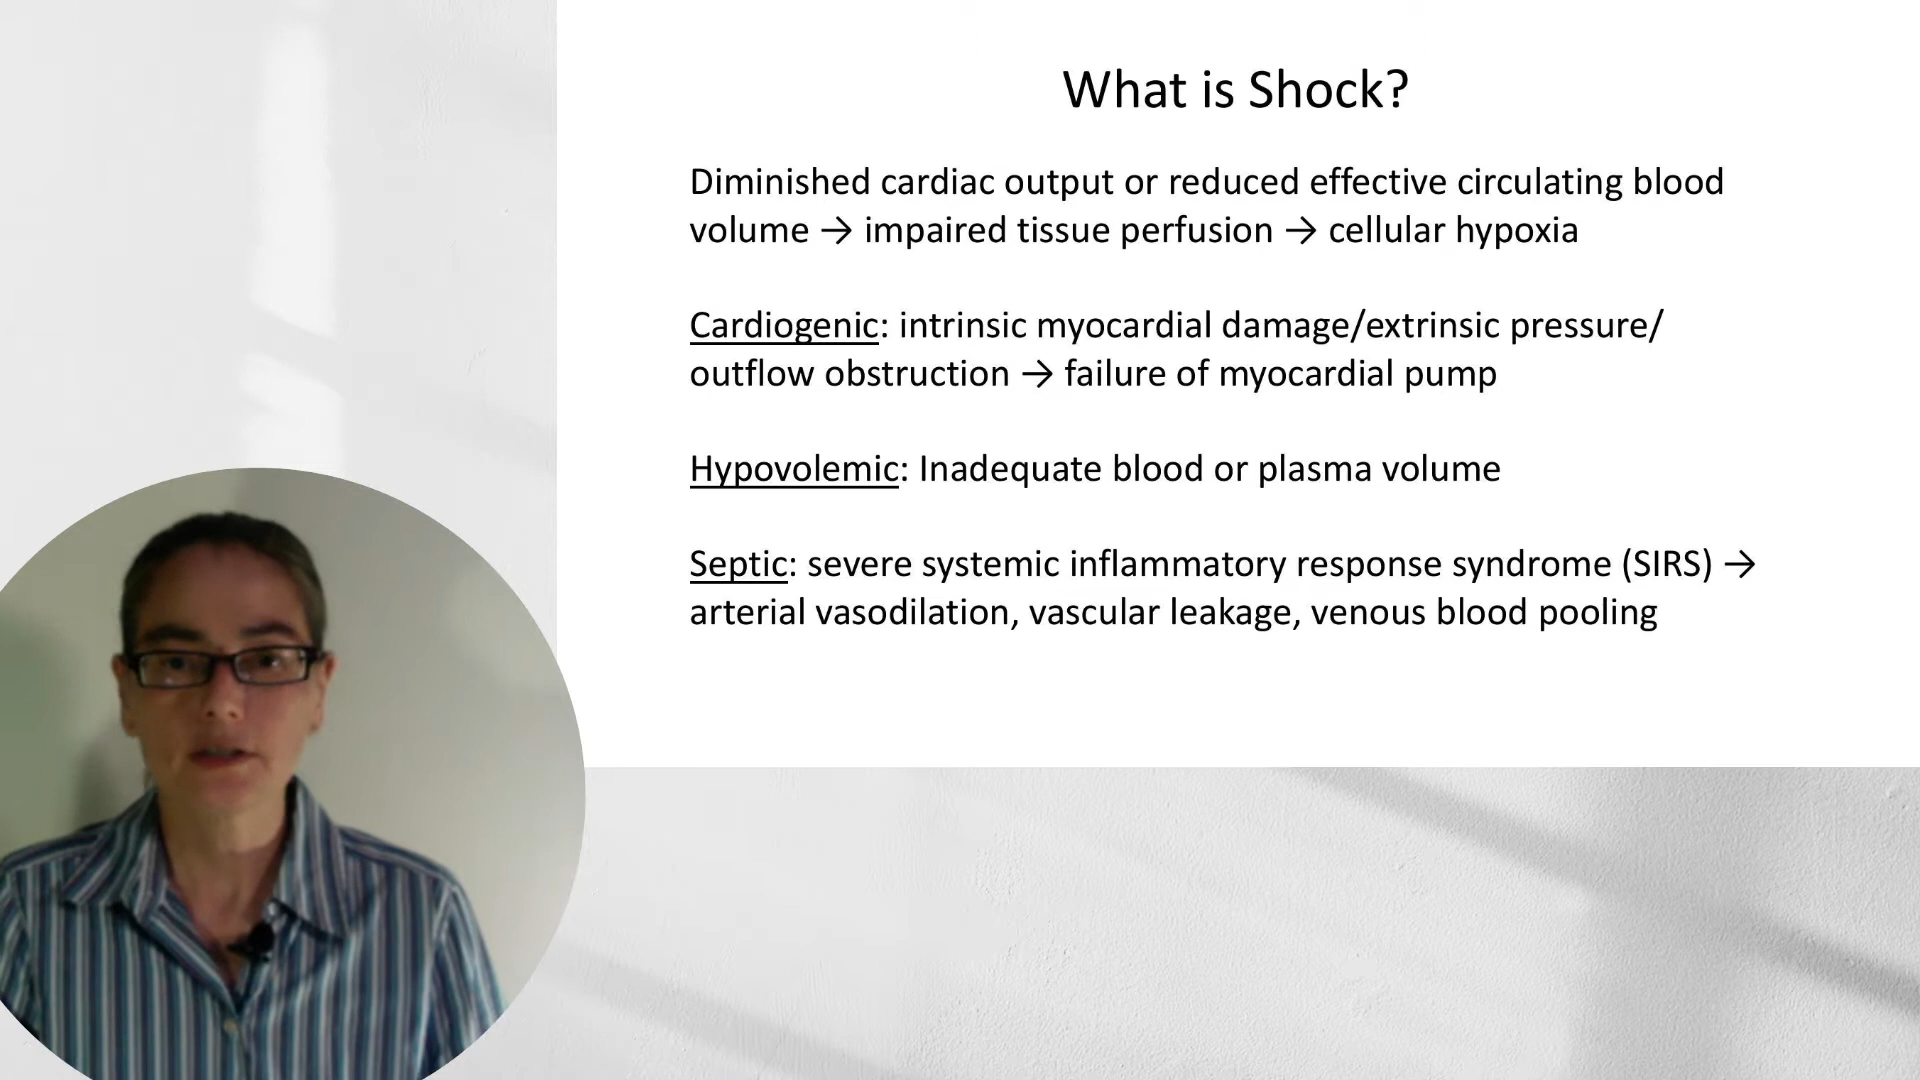 What is Shock?
Diminished cardiac output or reduced effective circulating blood
volume → impaired tissue perfusion → cellular hypoxia
Cardiogenic: intrinsic myocardial damage/extrinsic pressure/
outflow obstruction → failure of myocardial pump
Hypovolemic: Inadequate blood or plasma volume
Septic: severe systemic inflammatory response syndrome (SIRS) →
arterial vasodilation, vascular leakage, venous blood pooling